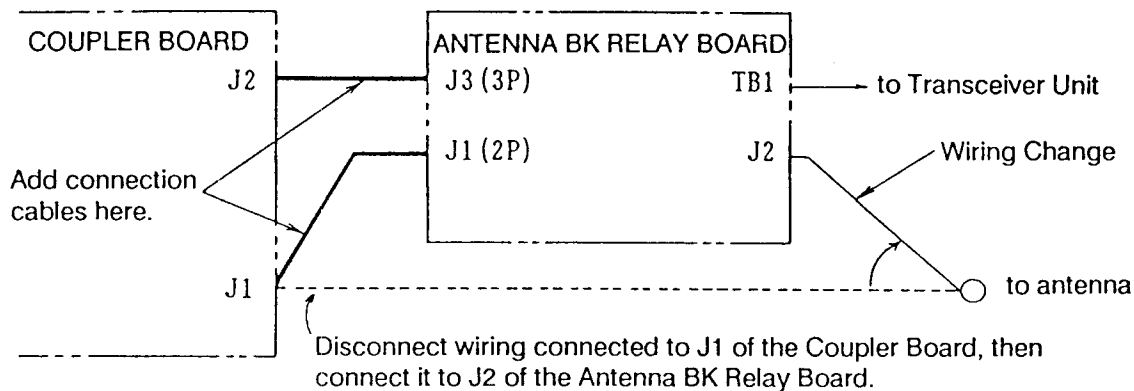 COUPLER BOARD
ANTENNA BK RELAY BOARD
J2
J3 (3P)
TB1
to Transceiver Unit
J1 (2P)
J2
Wiring Change
Add connection
cables here.
J1
to antenna
Disconnect wiring connected to J1 of the Coupler Board, then
connect it to J2 of the Antenna BK Relay Board.